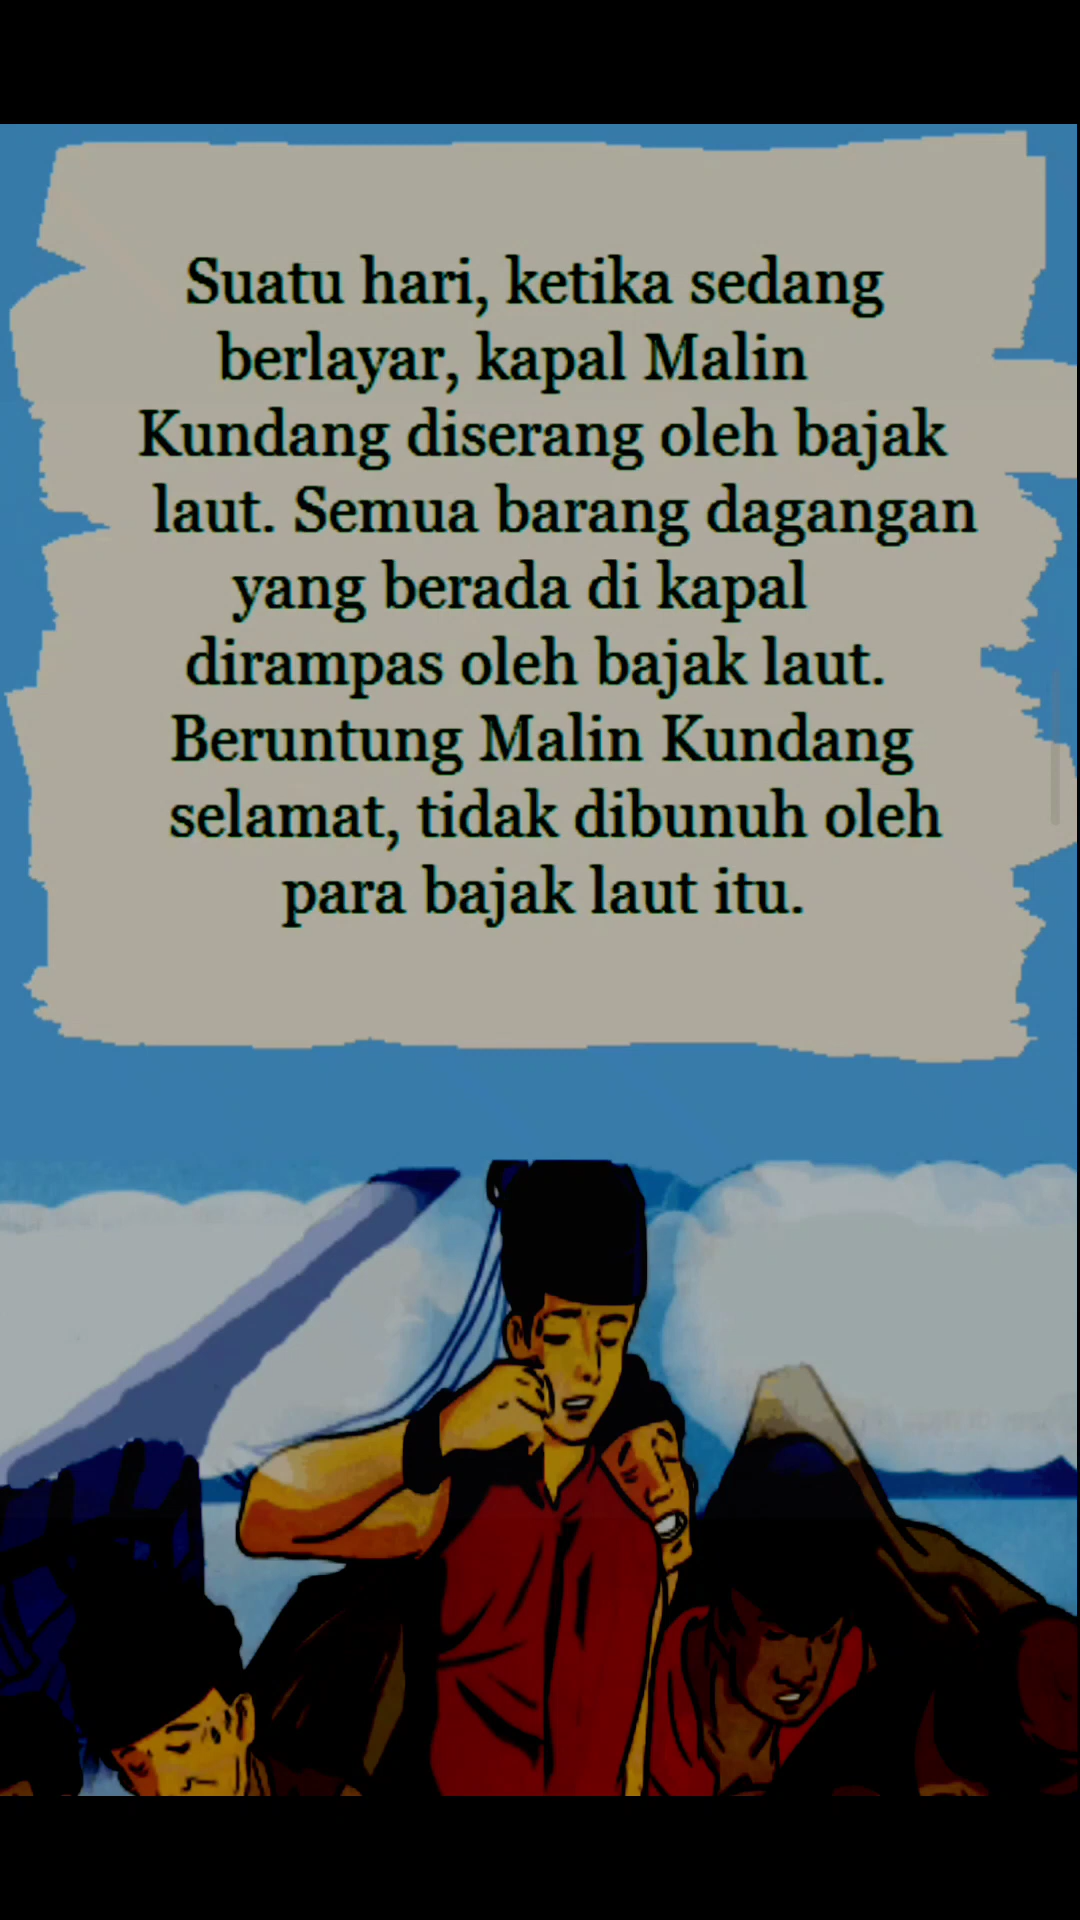 Suatu hari, ketika sedang
berlayar, kapal Malin
Kundang diserang oleh bajak
laut. Semua barang dagangan
yang berada di kapal
dirampas oleh bajak laut.
Beruntung Malin Kundang
selamat, tidak dibunuh oleh
para bajak laut itu.